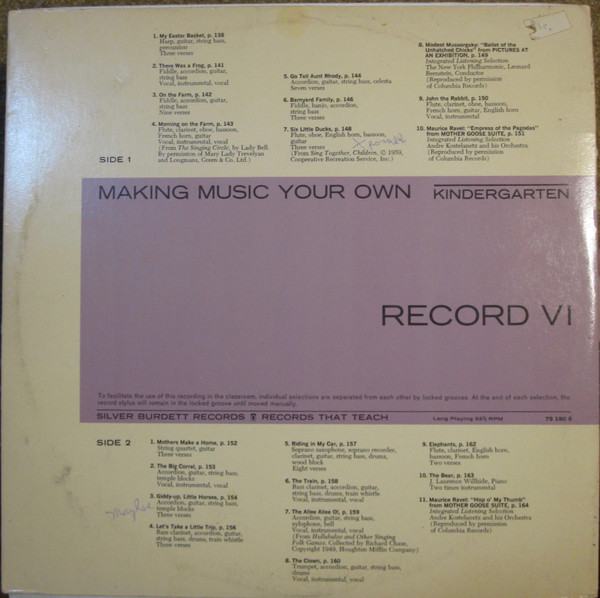 1. My Easter Basket, p. 138
Harp, guitar, string bass,
percussion
Three verses
2. There Was a Frog, p. 141
Fiddle, accordion, guitar,
string bass
Vocal, instrumental, vocal
3. On the Farm, p. 142
Fiddle, accordion, guitar,
string bass
Nine verses
4. Morning on the Farm, p. 143
Flute, clarinet, oboe, bassoon,
French horn, guitar
Vocal, instrumental, vocal
(From The Singing Circle, by Lady Bell.
By permission of Mary Lady Trevelyan
and Longmans, Green & Co. Ltd.)
SIDE 1
5. Go Tell Aunt Rhody, p. 144
Accordion, guitar, string bass, celesta
Seven verses
6. Barnyard Family, p. 146
Fiddle, banjo, accordion,
string bass
Three verses
7. Six Little Ducks, p. 148
Flute, oboe, English horn, bassoon,
guitar
Three verses
(From Sing Together, Children, © 1959,
Cooperative Recreation Service, Inc.)
8. Modest Mussorgsky: "Ballet of the
Unhatched Chicks" from PICTURES AT
AN EXHIBITION, p. 149
Integrated Listening Selection
The New York Philharmonic, Leonard
Bernstein, Conductor
(Reproduced by permission
of Columbia Records)
9. John the Rabbit, p. 150
Flute, clarinet, oboe, bassoon,
French horn, guitar, English horn
Vocal, instrumental
10. Maurice Ravel: "Empress of the Pagodas"
from MOTHER GOOSE SUITE, p. 151
Integrated Listening Selection
Andre Kostelanetz and his Orchestra
(Reproduced by permission
of Columbia Records)
MAKING MUSIC YOUR OWN KINDERGARTEN
RECORD VI
To facilitate the use of this recording in the classroom, individual selections are separated from each other by locked grooves. At the end of each selection, the
record stylus will remain in the locked groove until moved manually.
SILVER BURDETT RECORDS RECORDS THAT TEACH Long Playing 33⅓ RPM 75 180 6
SIDE 2
1. Mothers Make a Home, p. 152
String quartet, guitar
Three verses
2. The Big Corral, p. 153
Accordion, guitar, string bass,
temple blocks
Vocal, instrumental, vocal
3. Giddy-up, Little Horses, p. 154
Accordion, guitar, string bass,
temple blocks
Three verses
maybe
4. Let's Take a Little Trip, p. 156
Bass clarinet, accordion, guitar,
string bass, drums, train whistle
Three verses
5. Riding in My Car, p. 157
Soprano saxophone, soprano recorder,
clarinet, guitar, string bass, drums,
wood block
Eight verses
6. The Train, p. 158
Bass clarinet, accordion, guitar,
string bass, drums, train whistle
Vocal, instrumental, vocal
7. The Allee Allee O!, p. 159
Accordion, guitar, string bass,
xylophone, bell
Vocal, instrumental, vocal
(From Hullabaloo and Other Singing
Folk Games. Collected by Richard Chase,
Copyright 1949, Houghton Mifflin Company)
8. The Clown, p. 160
Trumpet, accordion, guitar, string bass,
drums
Vocal, instrumental, vocal
9. Elephants, p. 162
Flute, clarinet, English horn,
bassoon, French horn
Two verses
10. The Bear, p. 163
J. Laurence Willhide, Piano
Two times instrumental
11. Maurice Ravel: "Hop o' My Thumb"
from MOTHER GOOSE SUITE, p. 164
Integrated Listening Selection
Andre Kostelanetz and his Orchestra
(Reproduced by permission
of Columbia Records)